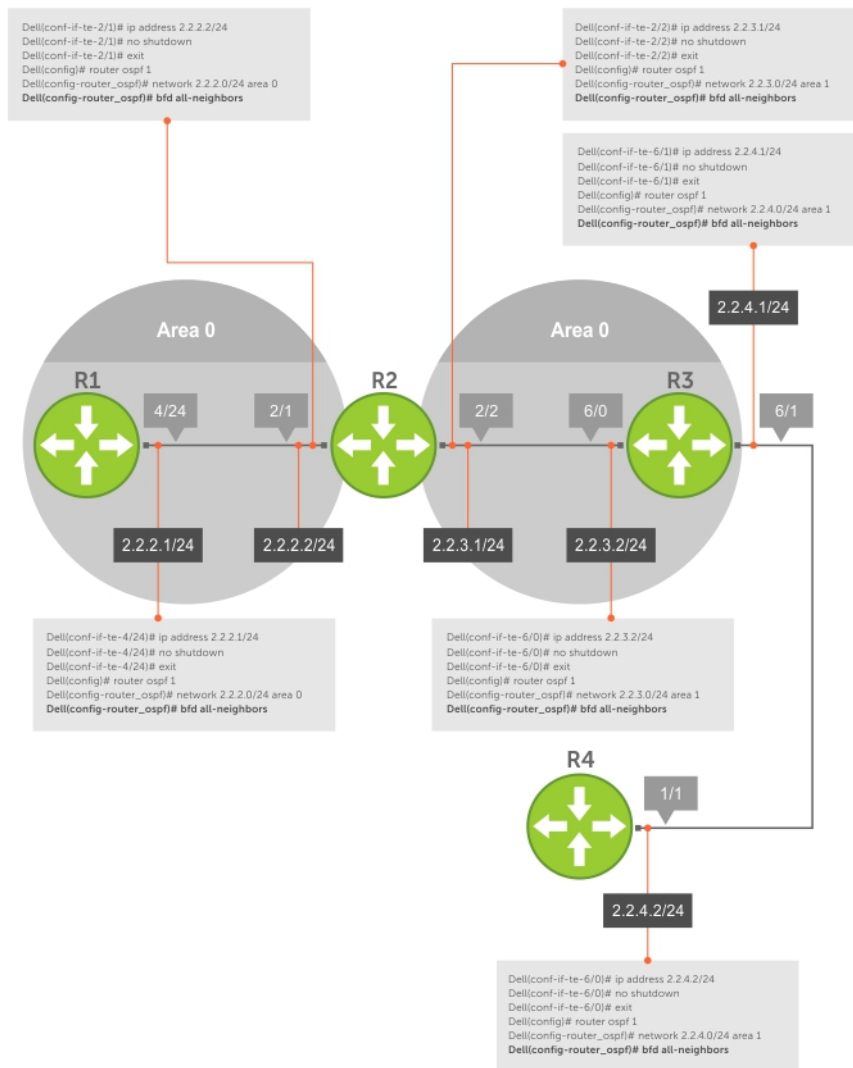 Dell(conf-if-te-2/1)# ip address 2.2.2.2/24
Dell(conf-if-te-2/1)# no shutdown
Dell(conf-if-te-2/1)# exit
Dell(config)# router ospf 1
Dell(config-router_ospf)# network 2.2.2.0/24 area 0
Dell(config-router_ospf)# bfd all-neighbors
Dell(conf-if-te-2/2)# ip address 2.2.3.1/24
Dell(conf-if-te-2/2)# no shutdown
Dell(conf-if-te-2/2)# exit
Dell(config)# router ospf 1
Dell(config-router_ospf)# network 2.2.3.0/24 area 1
Dell(config-router_ospf)# bfd all-neighbors
Dell(conf-if-te-6/1)# ip address 2.2.4.1/24
Dell(conf-if-te-6/1)# no shutdown
Dell(conf-if-te-6/1)# exit
Dell(config)# router ospf 1
Dell(config-router_ospf)# network 2.2.4.0/24 area 1
Dell(config-router_ospf)# bfd all-neighbors
2.2.4.1/24
Area 0
Area 0
R1
R2
R3
4/24
2/1
2/2
6/0
6/1
2.2.2.1/24
2.2.2.2/24
2.2.3.1/24
2.2.3.2/24
Dell(conf-if-te-4/24)# ip address 2.2.2.1/24
Dell(conf-if-te-4/24)# no shutdown
Dell(conf-if-te-4/24)# exit
Dell(config)# router ospf 1
Dell(config-router_ospf)# network 2.2.2.0/24 area 0
Dell(config-router_ospf)# bfd all-neighbors
Dell(conf-if-te-6/0)# ip address 2.2.3.2/24
Dell(conf-if-te-6/0)# no shutdown
Dell(conf-if-te-6/0)# exit
Dell(config)# router ospf 1
Dell(config-router_ospf)# network 2.2.3.0/24 area 1
Dell(config-router_ospf)# bfd all-neighbors
R4
1/1
2.2.4.2/24
Dell(conf-if-te-6/0)# ip address 2.2.4.2/24
Dell(conf-if-te-6/0)# no shutdown
Dell(conf-if-te-6/0)# exit
Dell(config)# router ospf 1
Dell(config-router_ospf)# network 2.2.4.0/24 area 1
Dell(config-router_ospf)# bfd all-neighbors